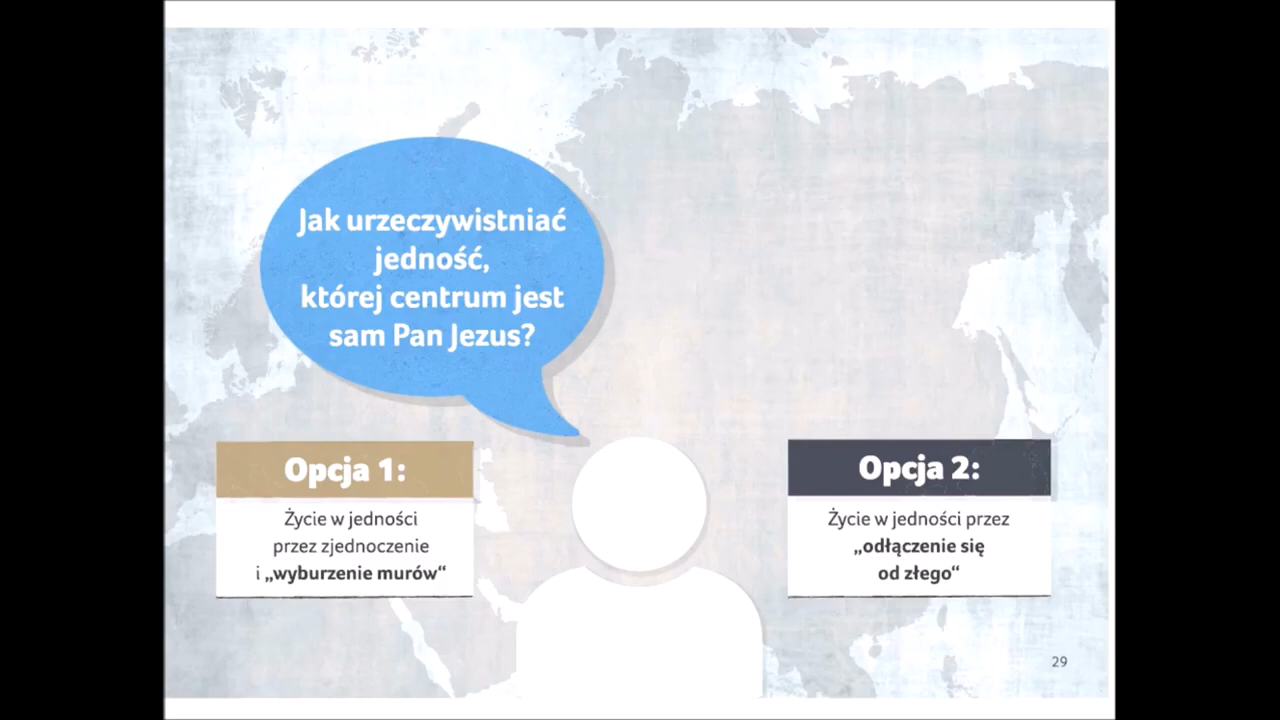 Jak urzeczywistniać
jedność,
której centrum jest
sam Pan Jezus?
Opcja 1:
Życie w jedności
przez zjednoczenie
i „wyburzenie murów“
Opcja 2:
Życie w jedności przez
„odłączenie się
od złego“
29